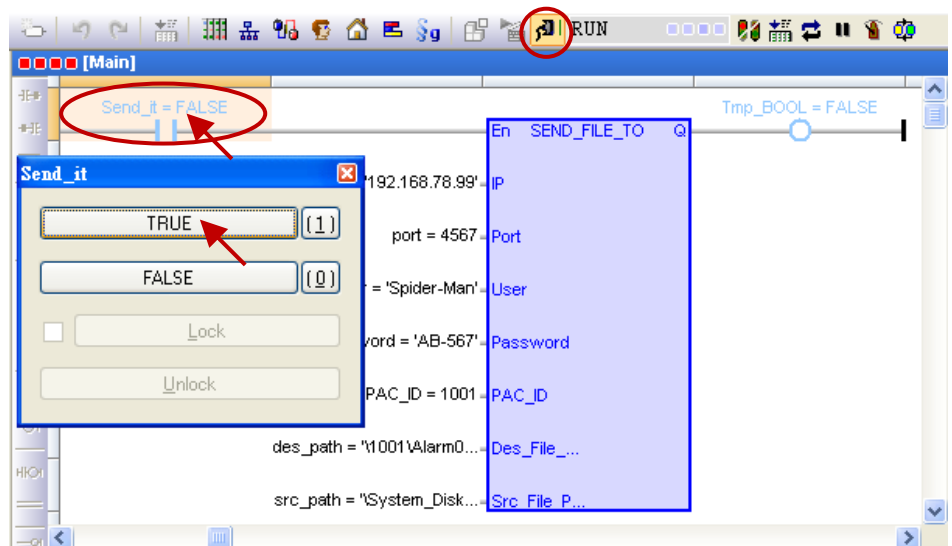 RUN
[Main]
Send_it = FALSE
Tmp_BOOL = FALSE
En SEND_FILE_TO Q
Send_it
'192.168.78.99'
IP
TRUE
(1)
port = 4567
Port
FALSE
(0)
= 'Spider-Man'
User
Lock
word = 'AB-567'
Password
Unlock
PAC_ID = 1001
PAC_ID
des_path = '\1001\Alarm0...
Des_File_...
src_path = '\System_Disk...
Src_File_P...